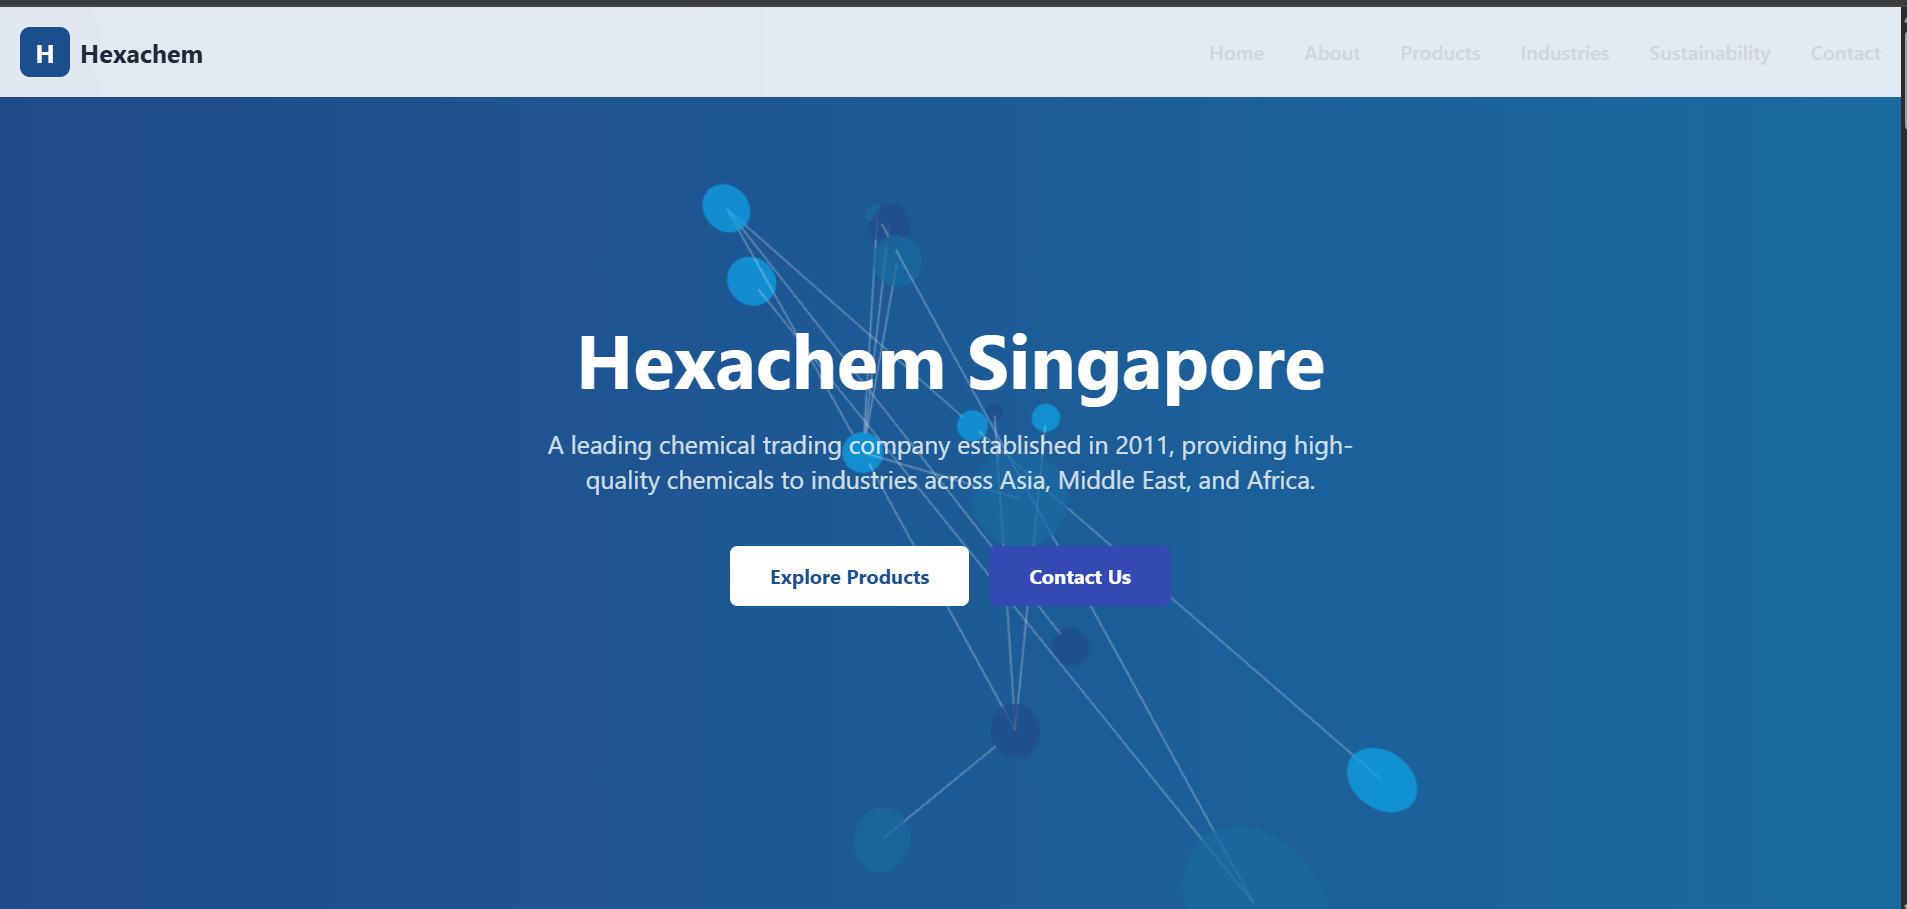 H Hexachem
Home About Products Industries Sustainability Contact
Hexachem Singapore
A leading chemical trading company established in 2011, providing high-
quality chemicals to industries across Asia, Middle East, and Africa.
Explore Products
Contact Us